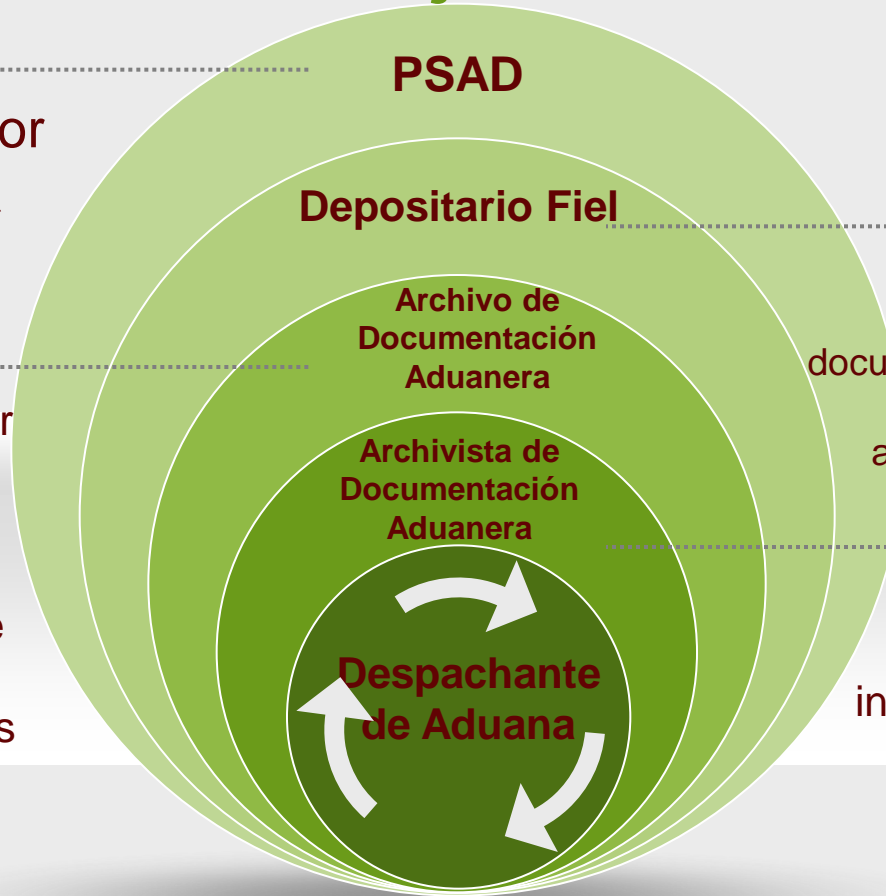 PSAD
or
Depositario Fiel
Archivo de
Documentación
Aduanera
docu
r
Archivista de
Documentación
Aduanera
a
e
Despachante
de Aduana
in
s